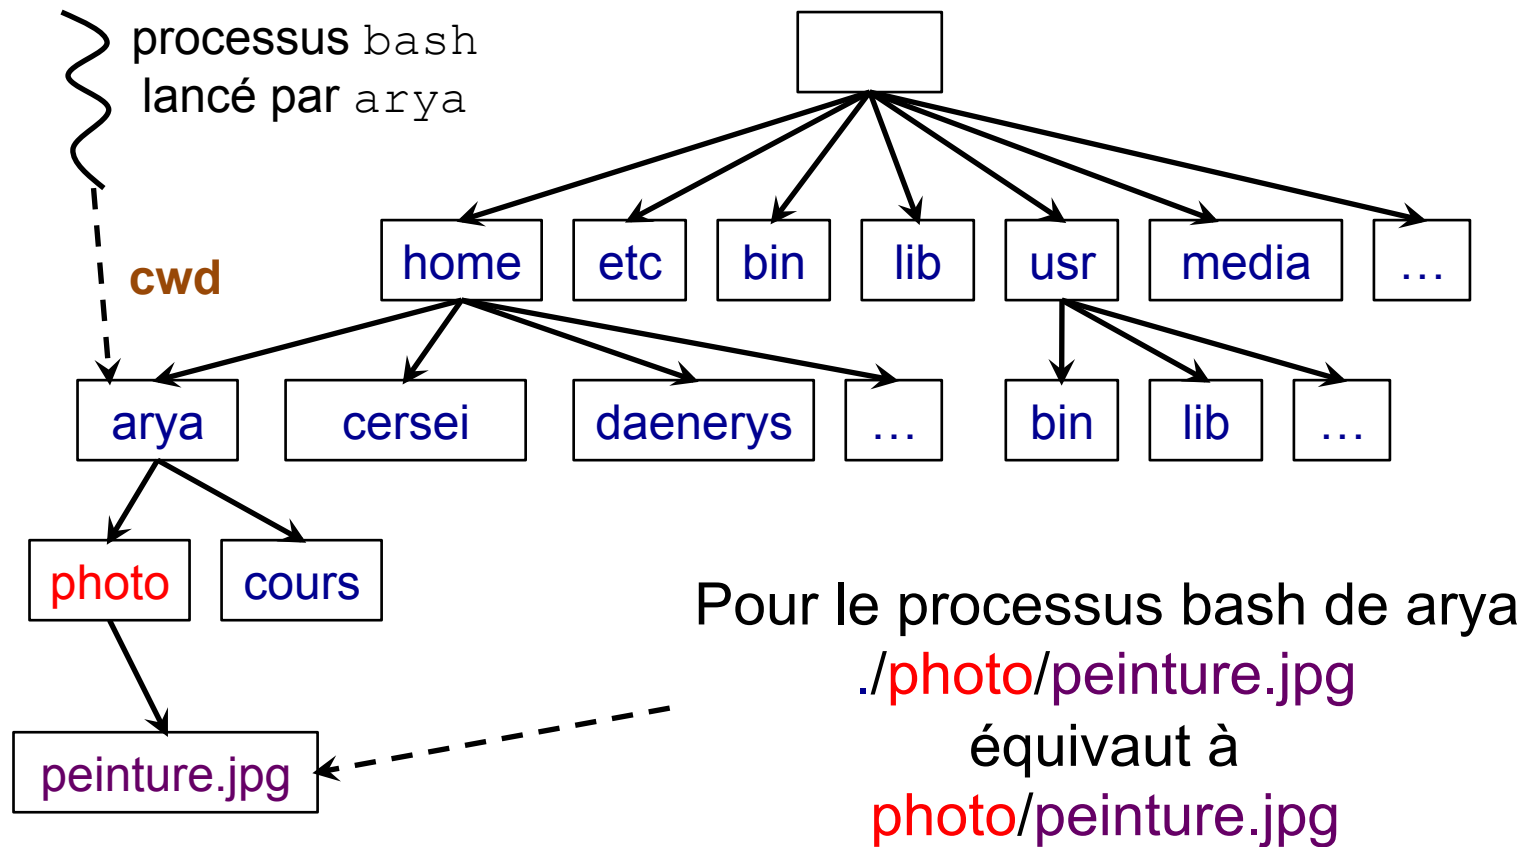 processus bash
lancé par arya
cwd
home etc bin lib usr media …
arya cersei daenerys … bin lib …
photo cours
peinture.jpg
Pour le processus bash de arya
./photo/peinture.jpg
équivaut à
photo/peinture.jpg